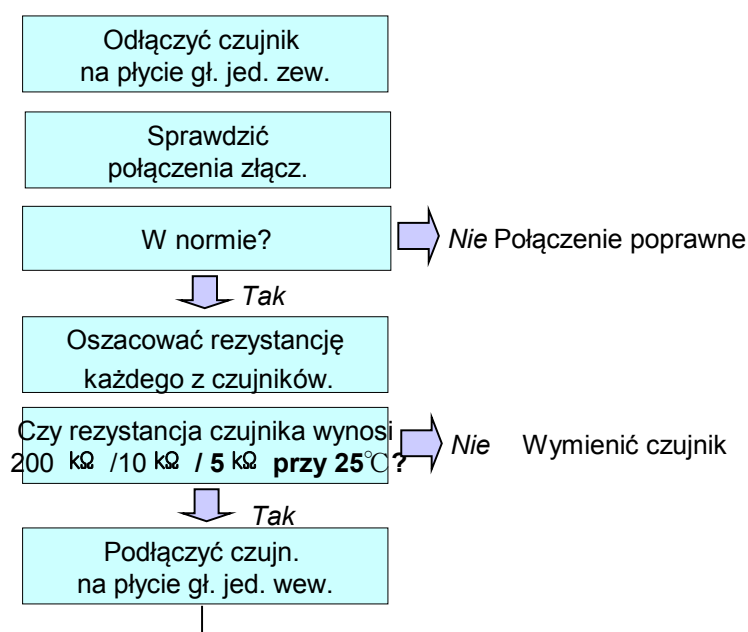 Odłączyć czujnik
na płycie gł. jed. zew.
Sprawdzić
połączenia złącz.
W normie?
Nie Połączenie poprawne
Tak
Oszacować rezystancję
każdego z czujników.
Czy rezystancja czujnika wynosi
200 kΩ /10 kΩ / 5 kΩ przy 25℃?
Nie Wymienić czujnik
Tak
Podłączyć czujn.
na płycie gł. jed. wew.